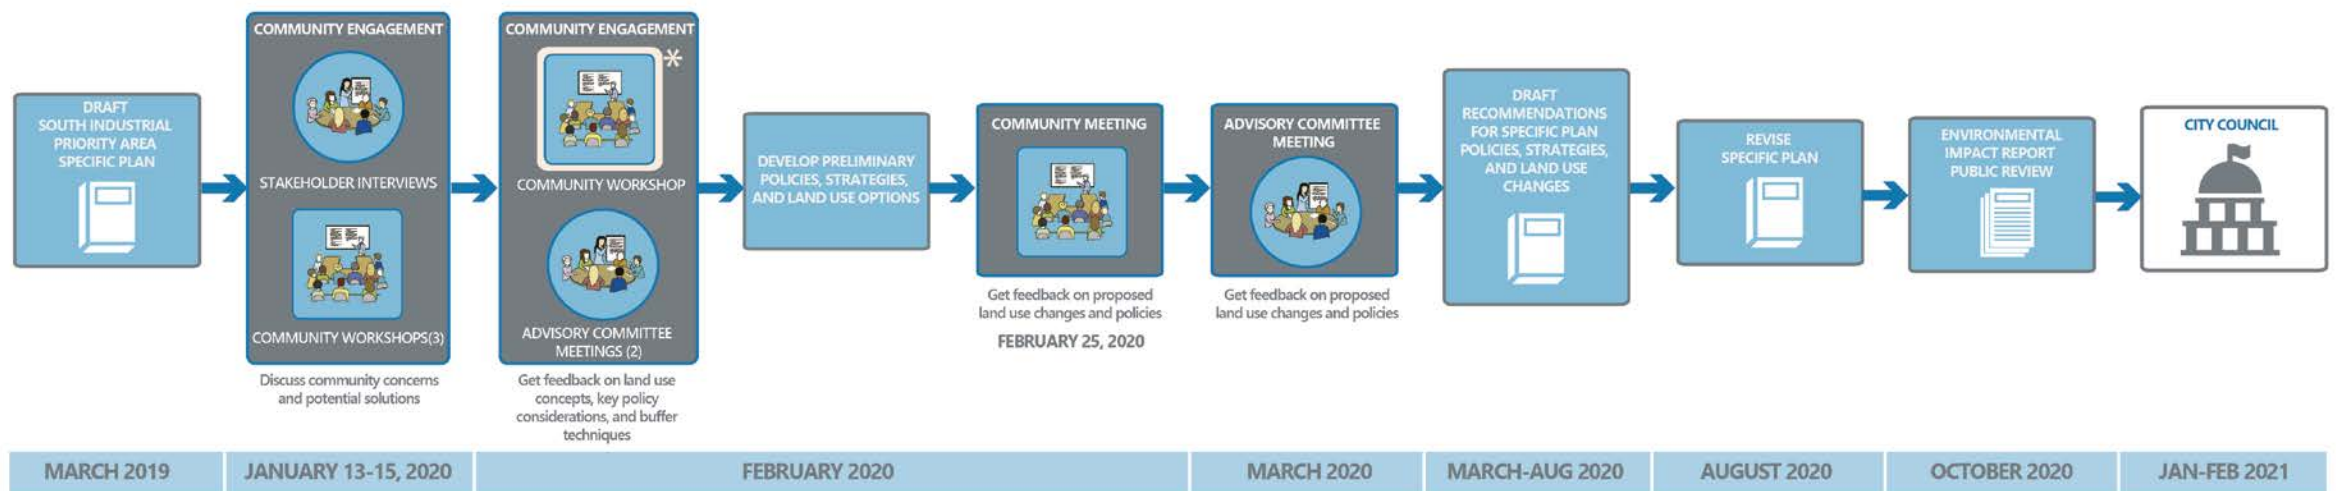 DRAFT
SOUTH INDUSTRIAL
PRIORITY AREA
SPECIFIC PLAN
COMMUNITY ENGAGEMENT
STAKEHOLDER INTERVIEWS
COMMUNITY WORKSHOPS(3)
Discuss community concerns
and potential solutions
COMMUNITY ENGAGEMENT
*
COMMUNITY WORKSHOP
ADVISORY COMMITTEE
MEETINGS (2)
Get feedback on land use
concepts, key policy
considerations, and buffer
techniques
DEVELOP PRELIMINARY
POLICIES, STRATEGIES,
AND LAND USE OPTIONS
COMMUNITY MEETING
Get feedback on proposed
land use changes and policies
FEBRUARY 25, 2020
ADVISORY COMMITTEE
MEETING
Get feedback on proposed
land use changes and policies
DRAFT
RECOMMENDATIONS
FOR SPECIFIC PLAN
POLICIES, STRATEGIES,
AND LAND USE
CHANGES
REVISE
SPECIFIC PLAN
ENVIRONMENTAL
IMPACT REPORT
PUBLIC REVIEW
CITY COUNCIL
MARCH 2019
JANUARY 13-15, 2020
FEBRUARY 2020
MARCH 2020
MARCH-AUG 2020
AUGUST 2020
OCTOBER 2020
JAN-FEB 2021